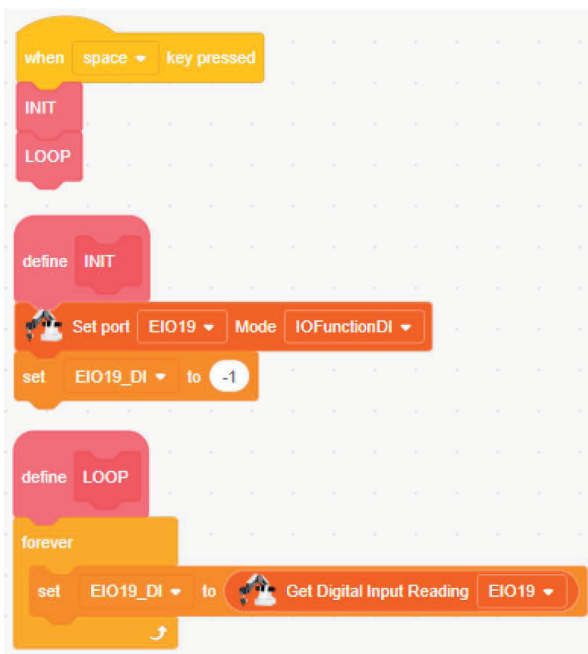 when space key pressed
INIT
LOOP
define INIT
Set port EIO19 Mode IOFunctionDI
set EIO19_DI to -1
define LOOP
forever
set EIO19_DI to Get Digital Input Reading EIO19